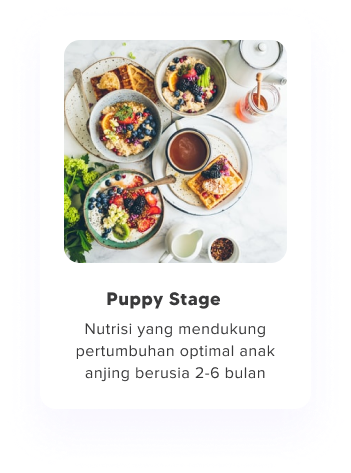 Puppy Stage
Nutrisi yang mendukung
pertumbuhan optimal anak
anjing berusia 2-6 bulan